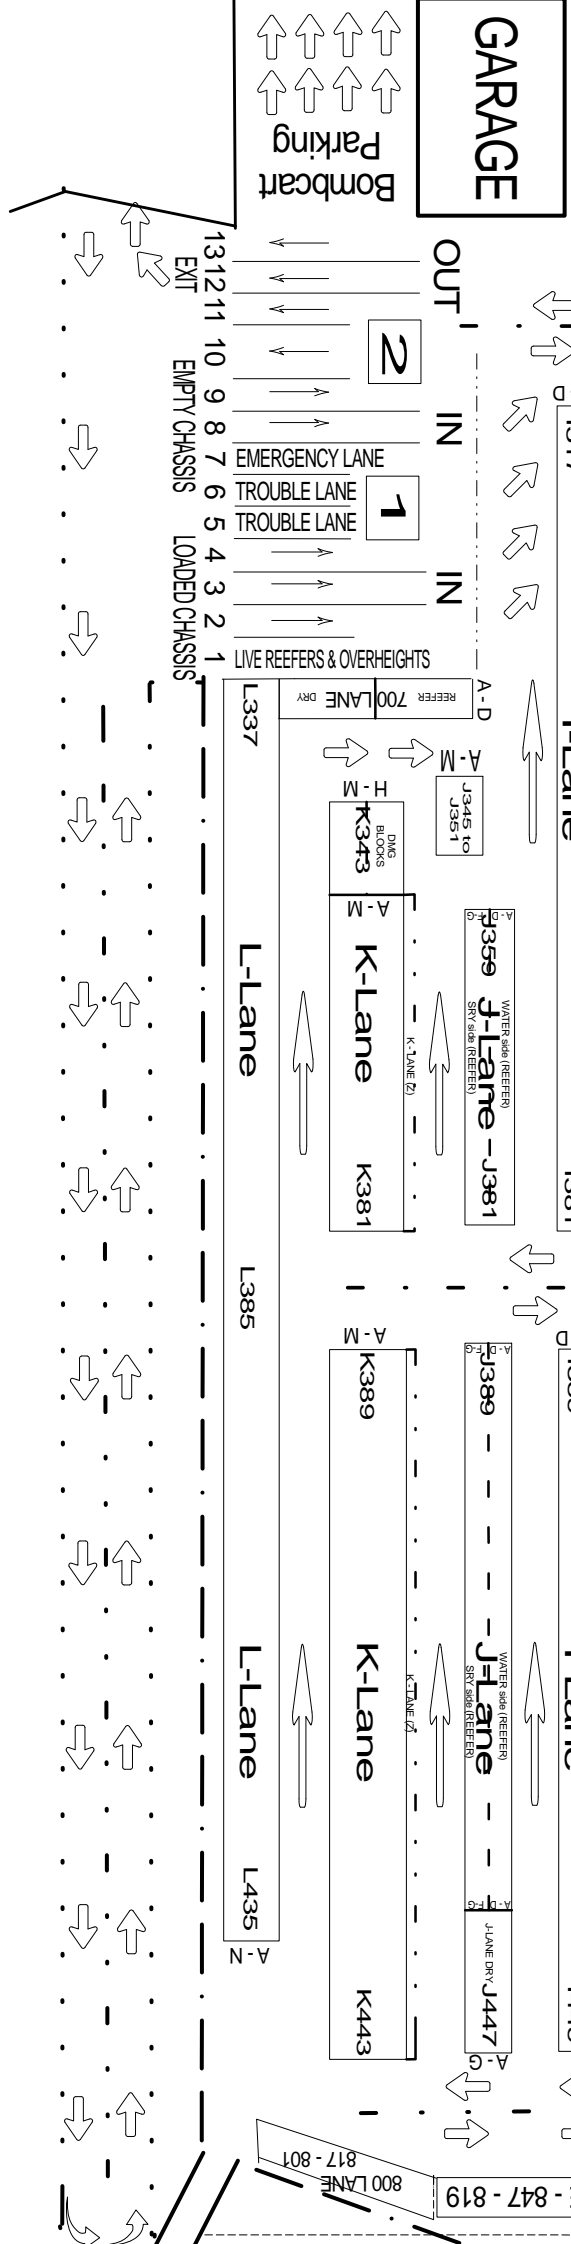 GARAGE
Bombcart
Parking
OUT
13
12
11
10
9
8
7
6
5
4
3
2
1
EXIT
EMPTY CHASSIS
LOADED CHASSIS
2
IN
EMERGENCY LANE
TROUBLE LANE
TROUBLE LANE
1
IN
LIVE REEFERS & OVERHEIGHTS
L337
DRY
700 LANE
REEFER
A - D
A - M
J345 to
J351
H - M
K343
DMG
BLOCKS
A - M
L-Lane
K-Lane
K - LANE (Z)
A - D
F-G
J359
J-Lane
WATER side (REEFER)
SRY side (REEFER)
K381
J381
I381
L385
A - M
K389
A - D
F-G
J389
D
L-Lane
K-Lane
K - LANE (Z)
J-Lane
WATER side (REEFER)
SRY side (REEFER)
L435
A - N
A - D
F-G
J-LANE DRY
J447
K443
A - G
817 - 801
800 LANE
847 - 819